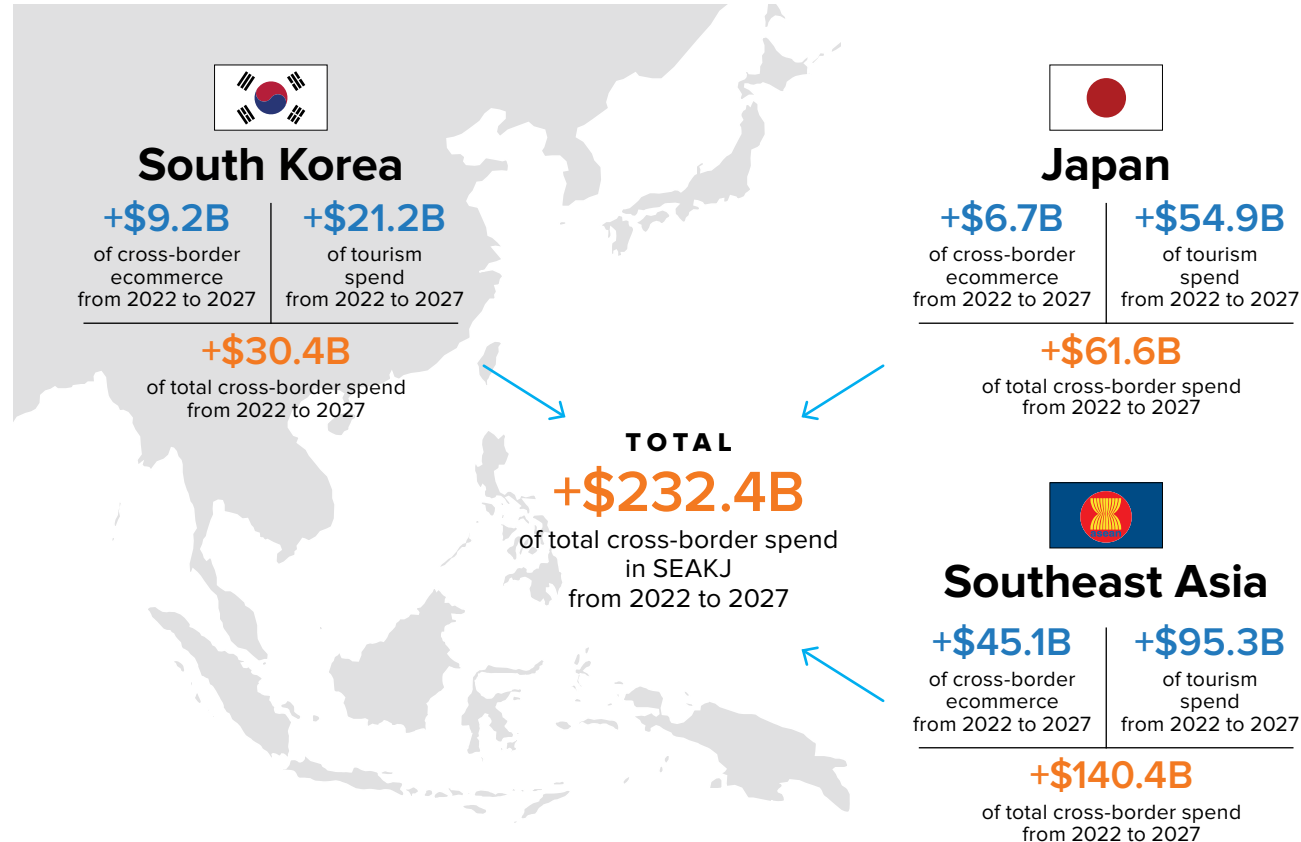 South Korea
+$9.2B
of cross-border
ecommerce
from 2022 to 2027
+$21.2B
of tourism
spend
from 2022 to 2027
+$30.4B
of total cross-border spend
from 2022 to 2027
Japan
+$6.7B
of cross-border
ecommerce
from 2022 to 2027
+$54.9B
of tourism
spend
from 2022 to 2027
+$61.6B
of total cross-border spend
from 2022 to 2027
TOTAL
+$232.4B
of total cross-border spend
in SEAKJ
from 2022 to 2027
asean
Southeast Asia
+$45.1B
of cross-border
ecommerce
from 2022 to 2027
+$95.3B
of tourism
spend
from 2022 to 2027
+$140.4B
of total cross-border spend
from 2022 to 2027